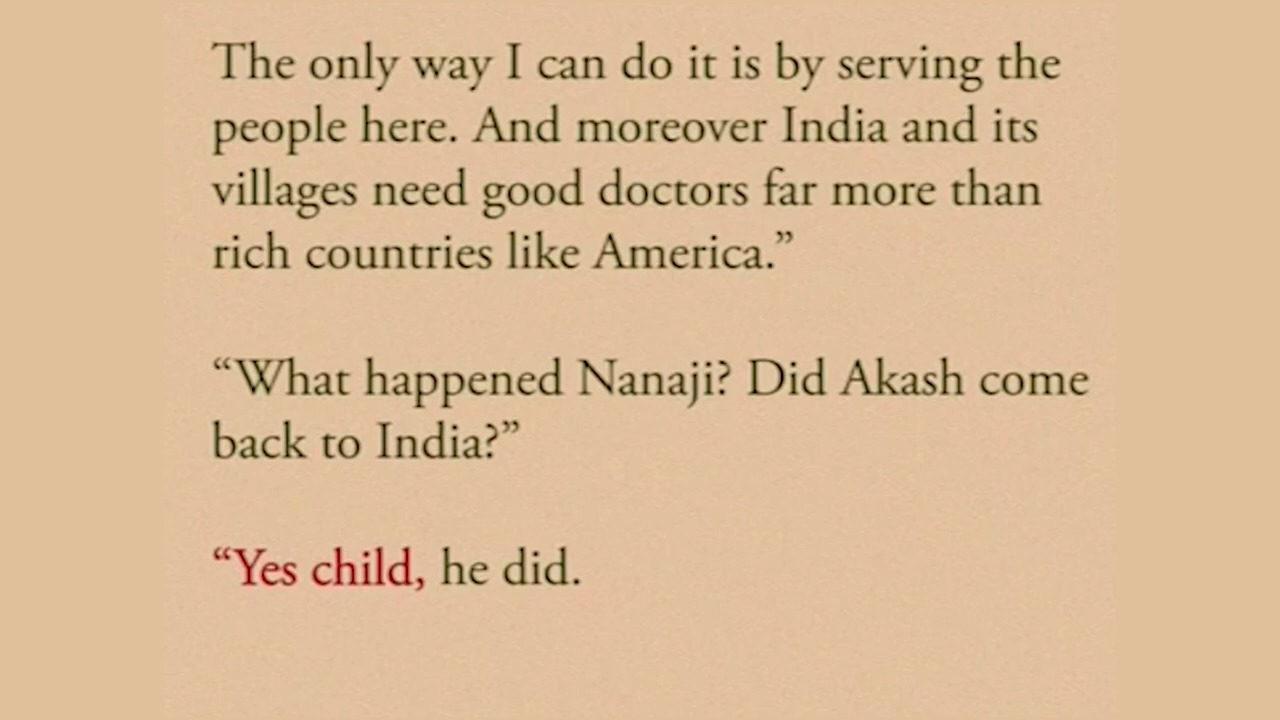 The only way I can do it is by serving the
people here. And moreover India and its
villages need good doctors far more than
rich countries like America.”
“What happened Nanaji? Did Akash come
back to India?”
“Yes child, he did.